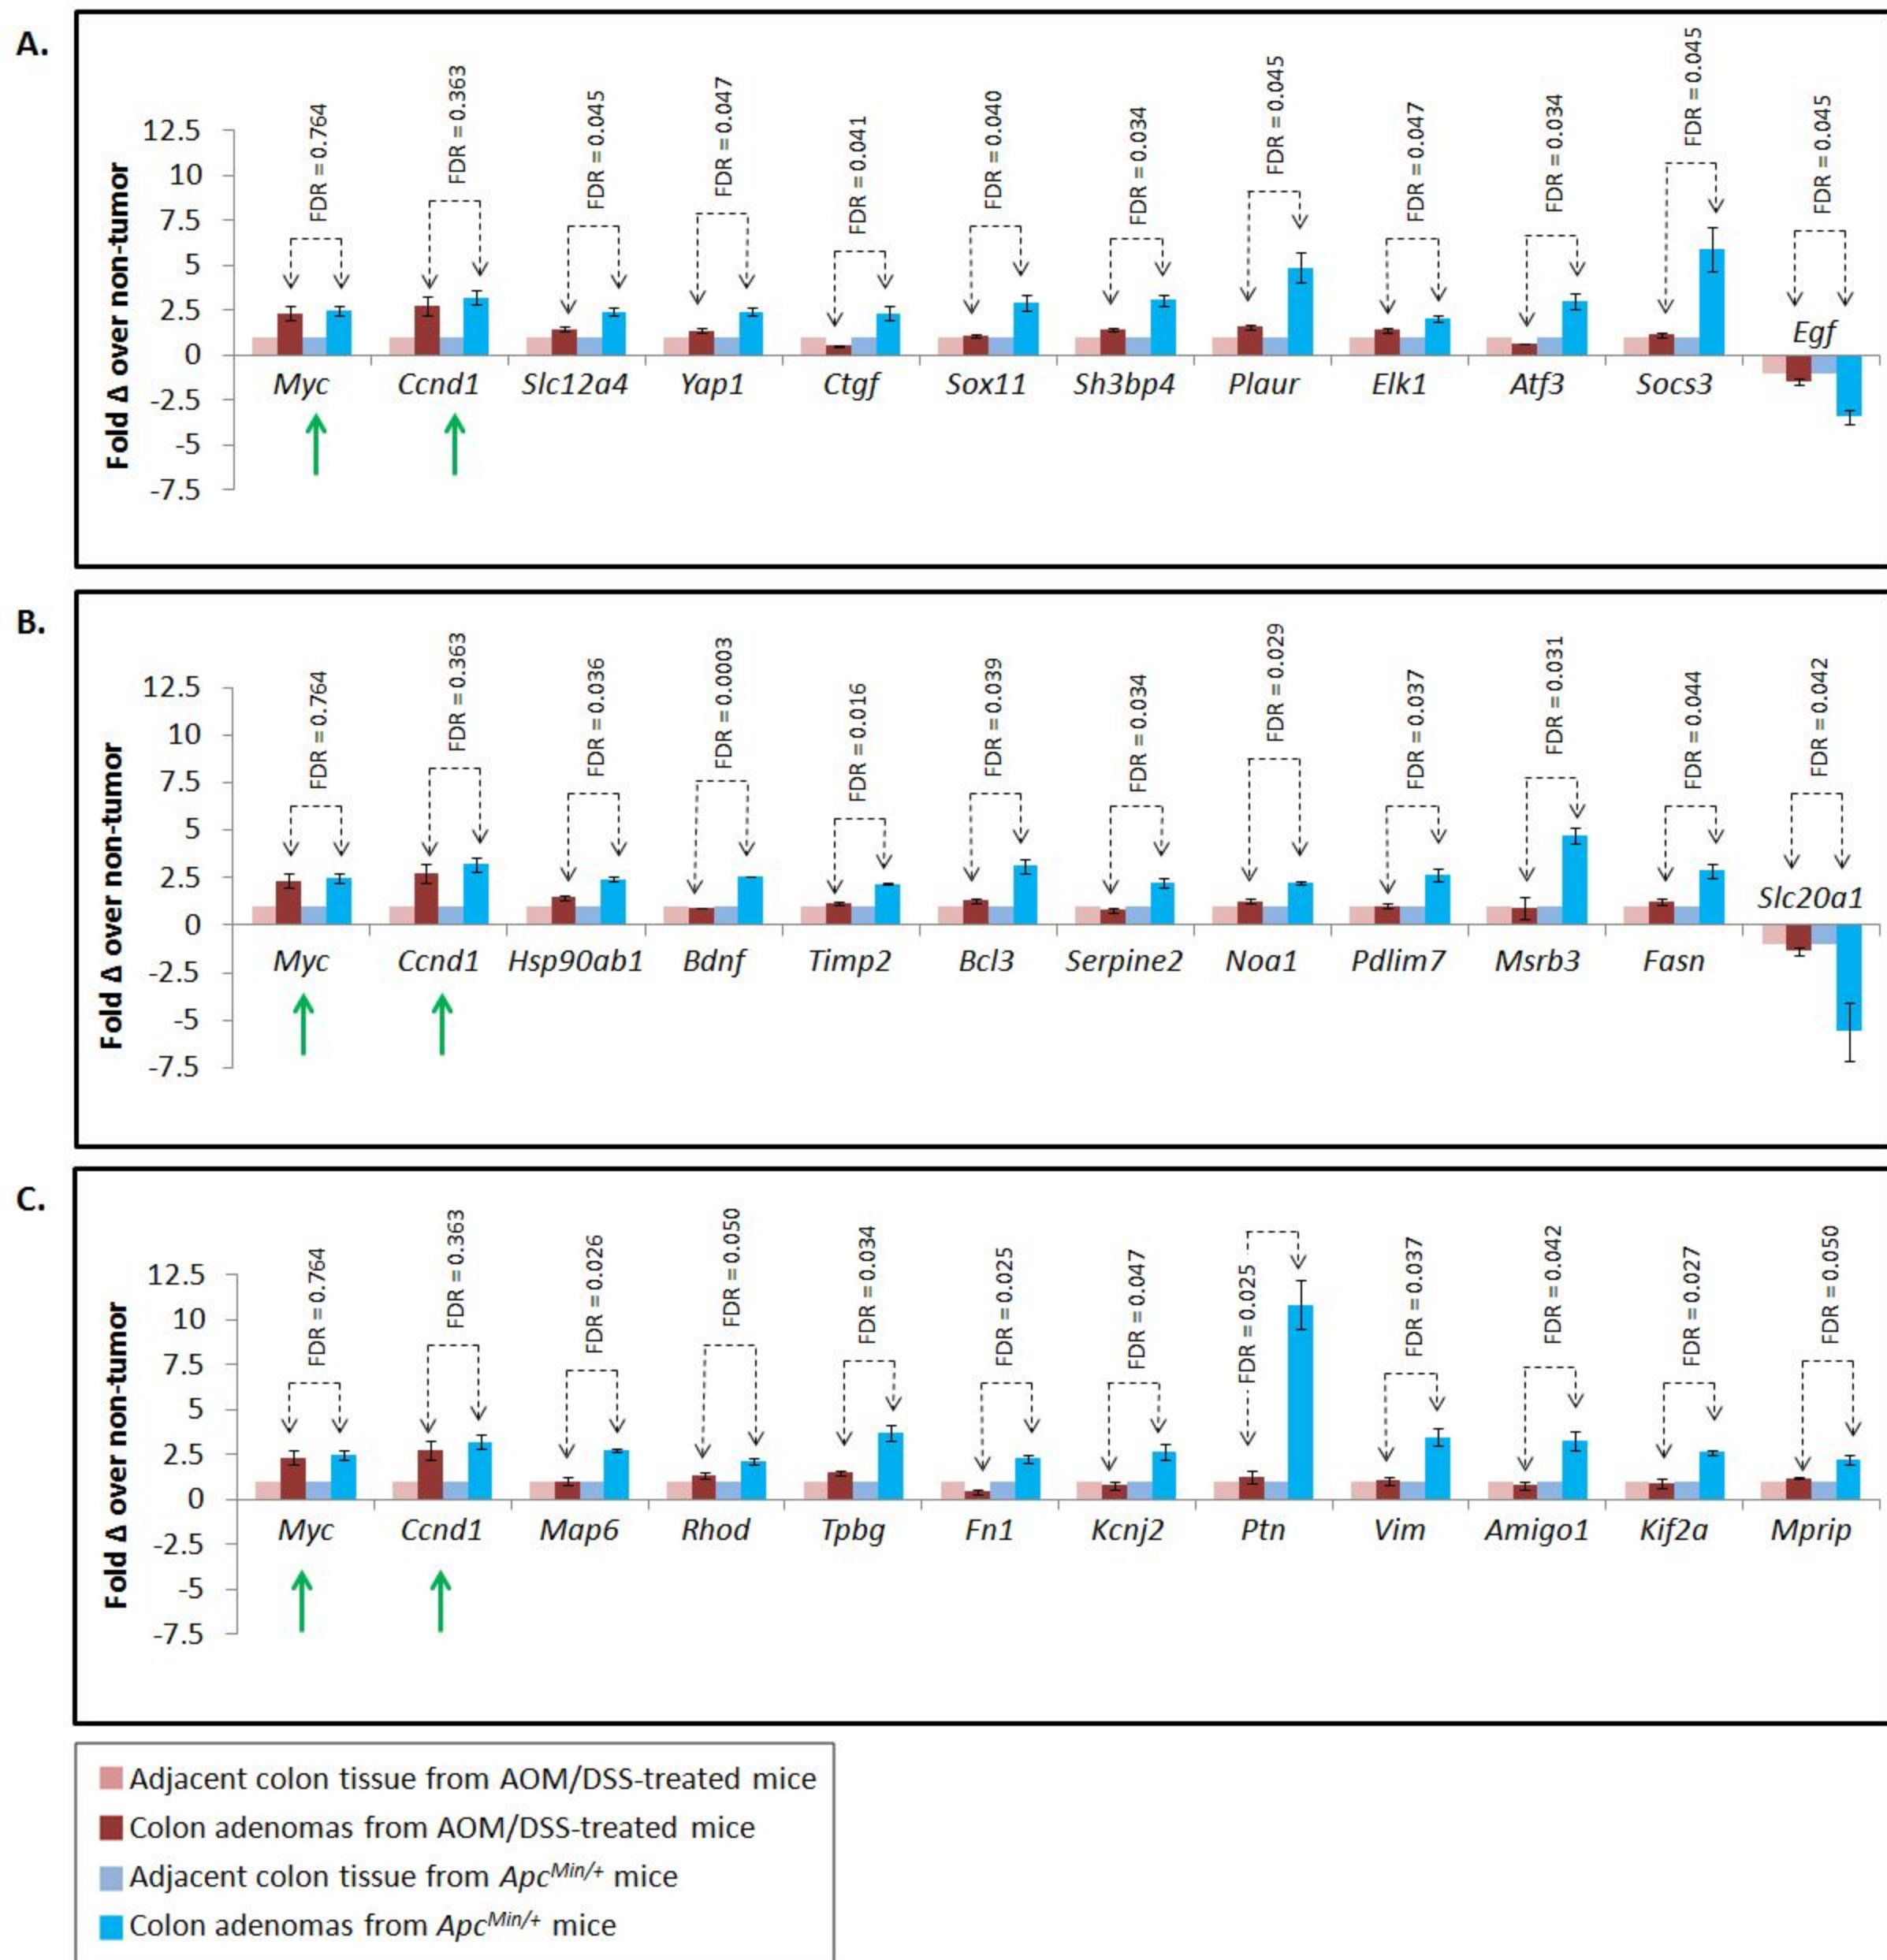 A.
FDR = 0.764
FDR = 0.363
FDR = 0.045
FDR = 0.047
FDR = 0.041
FDR = 0.040
FDR = 0.034
FDR = 0.045
FDR = 0.047
FDR = 0.034
FDR = 0.045
FDR = 0.045
Fold Δ over non-tumor
12.5
10
7.5
5
2.5
0
-2.5
-5
-7.5
Egf
Myc Ccnd1 Slc12a4 Yap1 Ctgf Sox11 Sh3bp4 Plaur Elk1 Atf3 Socs3
B.
FDR = 0.764
FDR = 0.363
FDR = 0.036
FDR = 0.0003
FDR = 0.016
FDR = 0.039
FDR = 0.034
FDR = 0.029
FDR = 0.037
FDR = 0.031
FDR = 0.044
FDR = 0.042
Fold Δ over non-tumor
12.5
10
7.5
5
2.5
0
-2.5
-5
-7.5
Slc20a1
Myc Ccnd1 Hsp90ab1 Bdnf Timp2 Bcl3 Serpine2 Noa1 Pdlim7 Msrb3 Fasn
C.
FDR = 0.764
FDR = 0.363
FDR = 0.026
FDR = 0.050
FDR = 0.034
FDR = 0.025
FDR = 0.047
FDR = 0.025
FDR = 0.037
FDR = 0.042
FDR = 0.027
FDR = 0.050
Fold Δ over non-tumor
12.5
10
7.5
5
2.5
0
-2.5
-5
-7.5
Myc Ccnd1 Map6 Rhod Tpbg Fn1 Kcnj2 Ptn Vim Amigo1 Kif2a Mprip
Adjacent colon tissue from AOM/DSS-treated mice
Colon adenomas from AOM/DSS-treated mice
Adjacent colon tissue from Apc^Min/+ mice
Colon adenomas from Apc^Min/+ mice